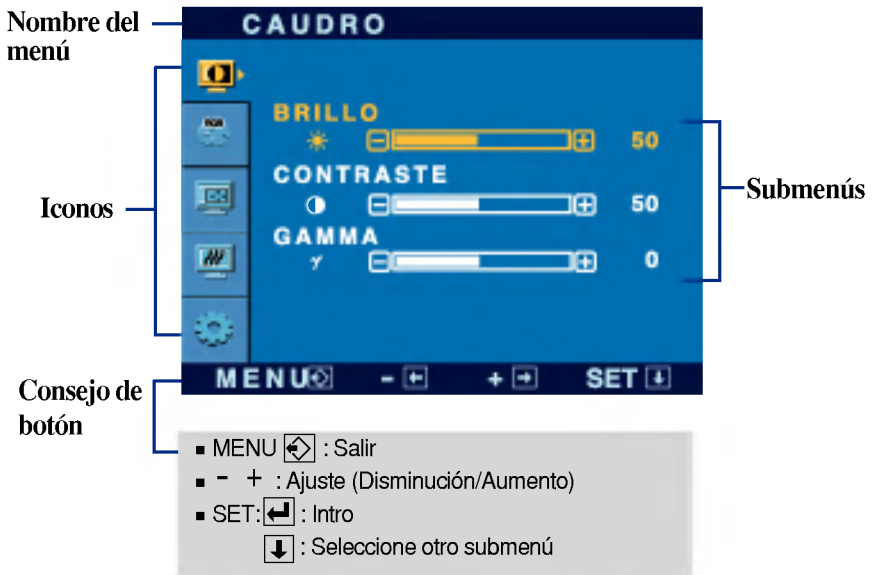 Nombre del
menú
CAUDRO
BRILLO
50
CONTRASTE
50
GAMMA
0
Iconos
Submenús
MENU - + SET
Consejo de
botón
■ MENU : Salir
■ - + : Ajuste (Disminución/Aumento)
■ SET: : Intro
: Seleccione otro submenú